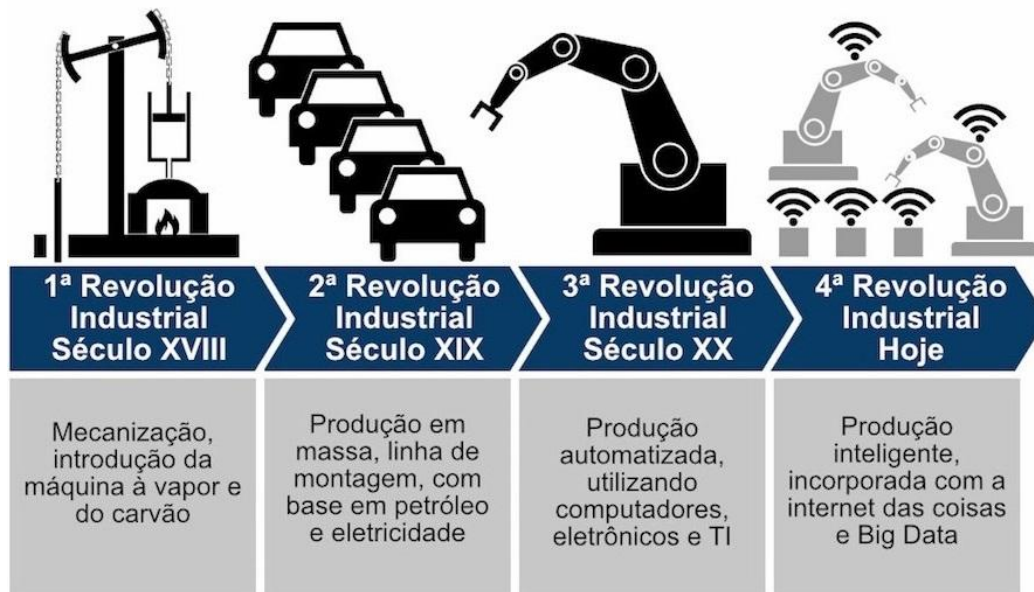 1ª Revolução
Industrial
Século XVIII
2ª Revolução
Industrial
Século XIX
3ª Revolução
Industrial
Século XX
4ª Revolução
Industrial
Hoje
Mecanização,
introdução da
máquina à vapor e
do carvão
Produção em
massa, linha de
montagem, com
base em petróleo
e eletricidade
Produção
automatizada,
utilizando
computadores,
eletrônicos e TI
Produção
inteligente,
incorporada com a
internet das coisas
e Big Data